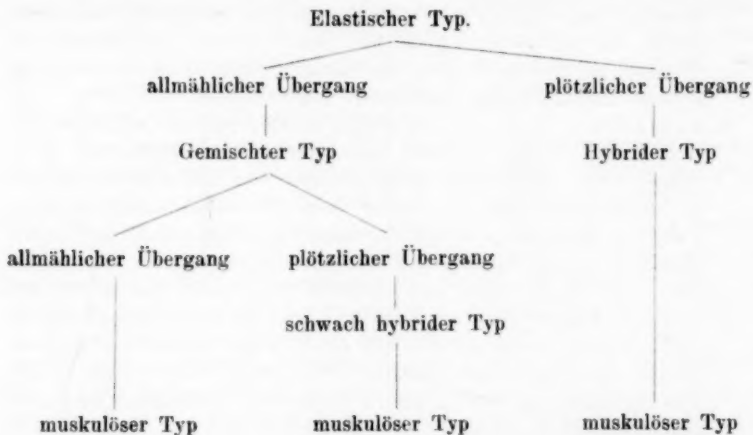 Elastischer Typ.
allmählicher Übergang plötzlicher Übergang
Gemischter Typ Hybrider Typ
allmählicher Übergang plötzlicher Übergang
schwach hybrider Typ
muskulöser Typ muskulöser Typ muskulöser Typ